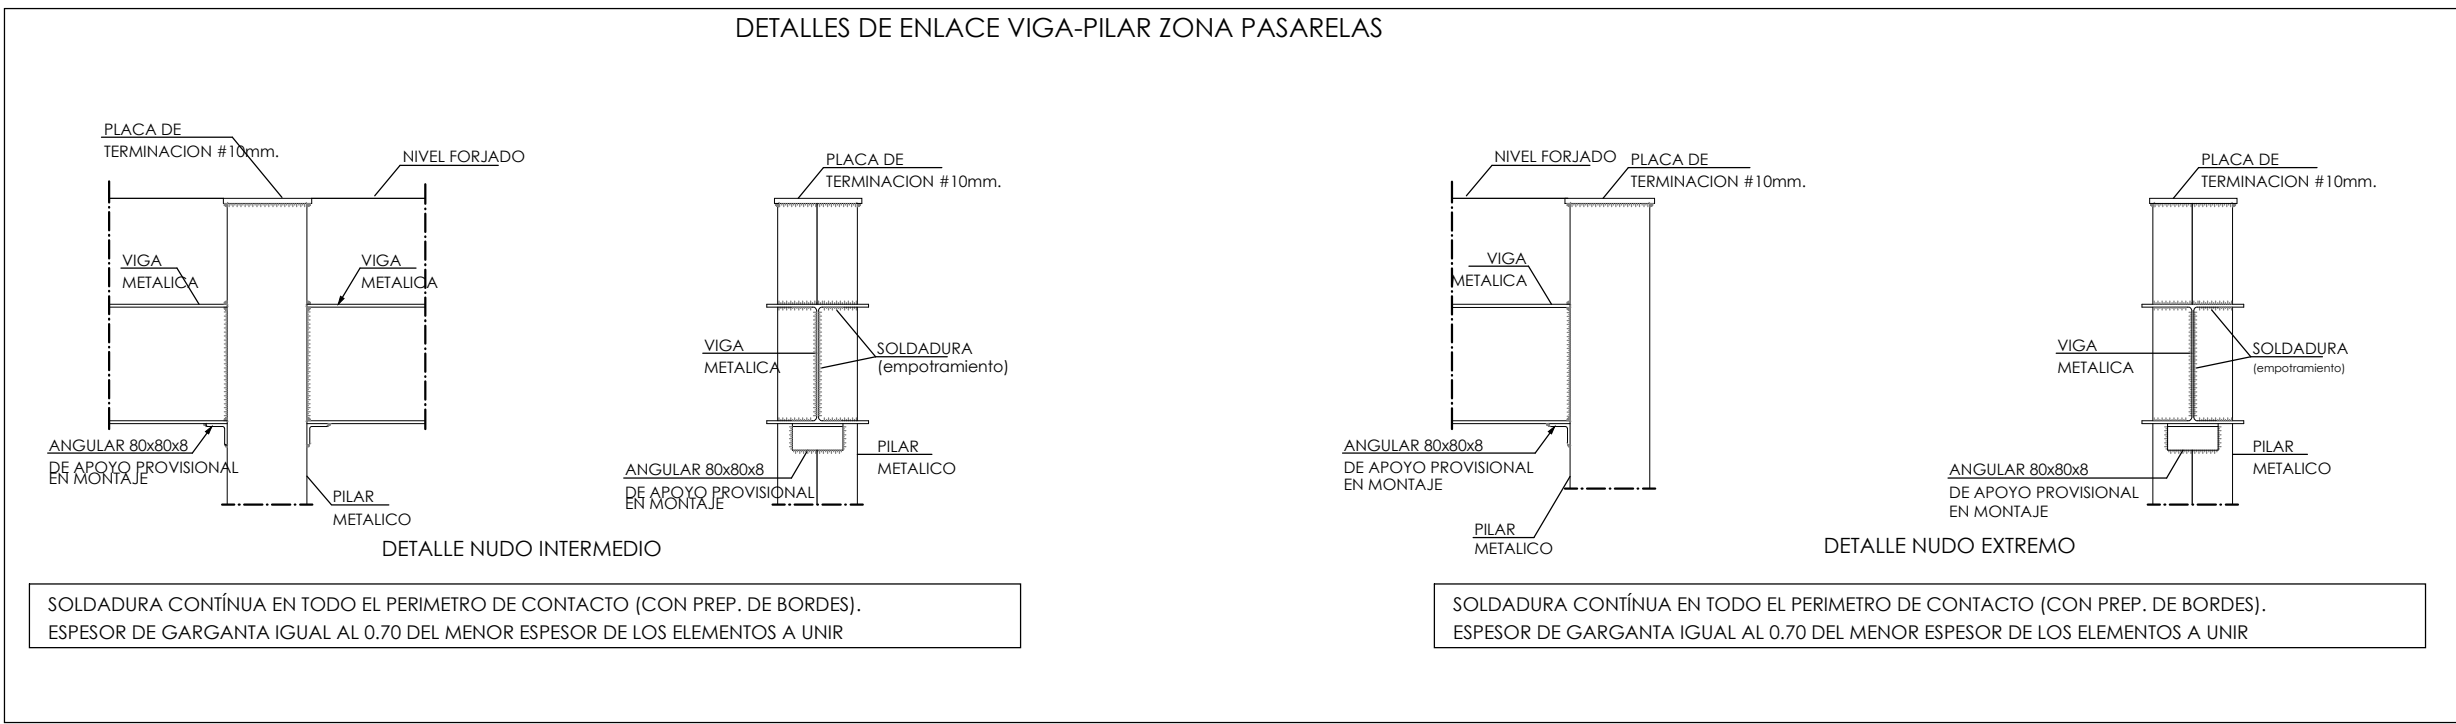 DETALLES DE ENLACE VIGA-PILAR ZONA PASARELAS
PLACA DE
TERMINACION #10mm.
NIVEL FORJADO
VIGA
METALICA
VIGA
METALICA
ANGULAR 80x80x8
DE APOYO PROVISIONAL
EN MONTAJE
PILAR
METALICO
PLACA DE
TERMINACION #10mm.
VIGA
METALICA
SOLDADURA
(empotramiento)
ANGULAR 80x80x8
DE APOYO PROVISIONAL
EN MONTAJE
PILAR
METALICO
DETALLE NUDO INTERMEDIO
SOLDADURA CONTÍNUA EN TODO EL PERIMETRO DE CONTACTO (CON PREP. DE BORDES).
ESPESOR DE GARGANTA IGUAL AL 0.70 DEL MENOR ESPESOR DE LOS ELEMENTOS A UNIR
NIVEL FORJADO
PLACA DE
TERMINACION #10mm.
VIGA
METALICA
ANGULAR 80x80x8
DE APOYO PROVISIONAL
EN MONTAJE
PILAR
METALICO
PLACA DE
TERMINACION #10mm.
VIGA
METALICA
SOLDADURA
(empotramiento)
ANGULAR 80x80x8
DE APOYO PROVISIONAL
EN MONTAJE
PILAR
METALICO
DETALLE NUDO EXTREMO
SOLDADURA CONTÍNUA EN TODO EL PERIMETRO DE CONTACTO (CON PREP. DE BORDES).
ESPESOR DE GARGANTA IGUAL AL 0.70 DEL MENOR ESPESOR DE LOS ELEMENTOS A UNIR